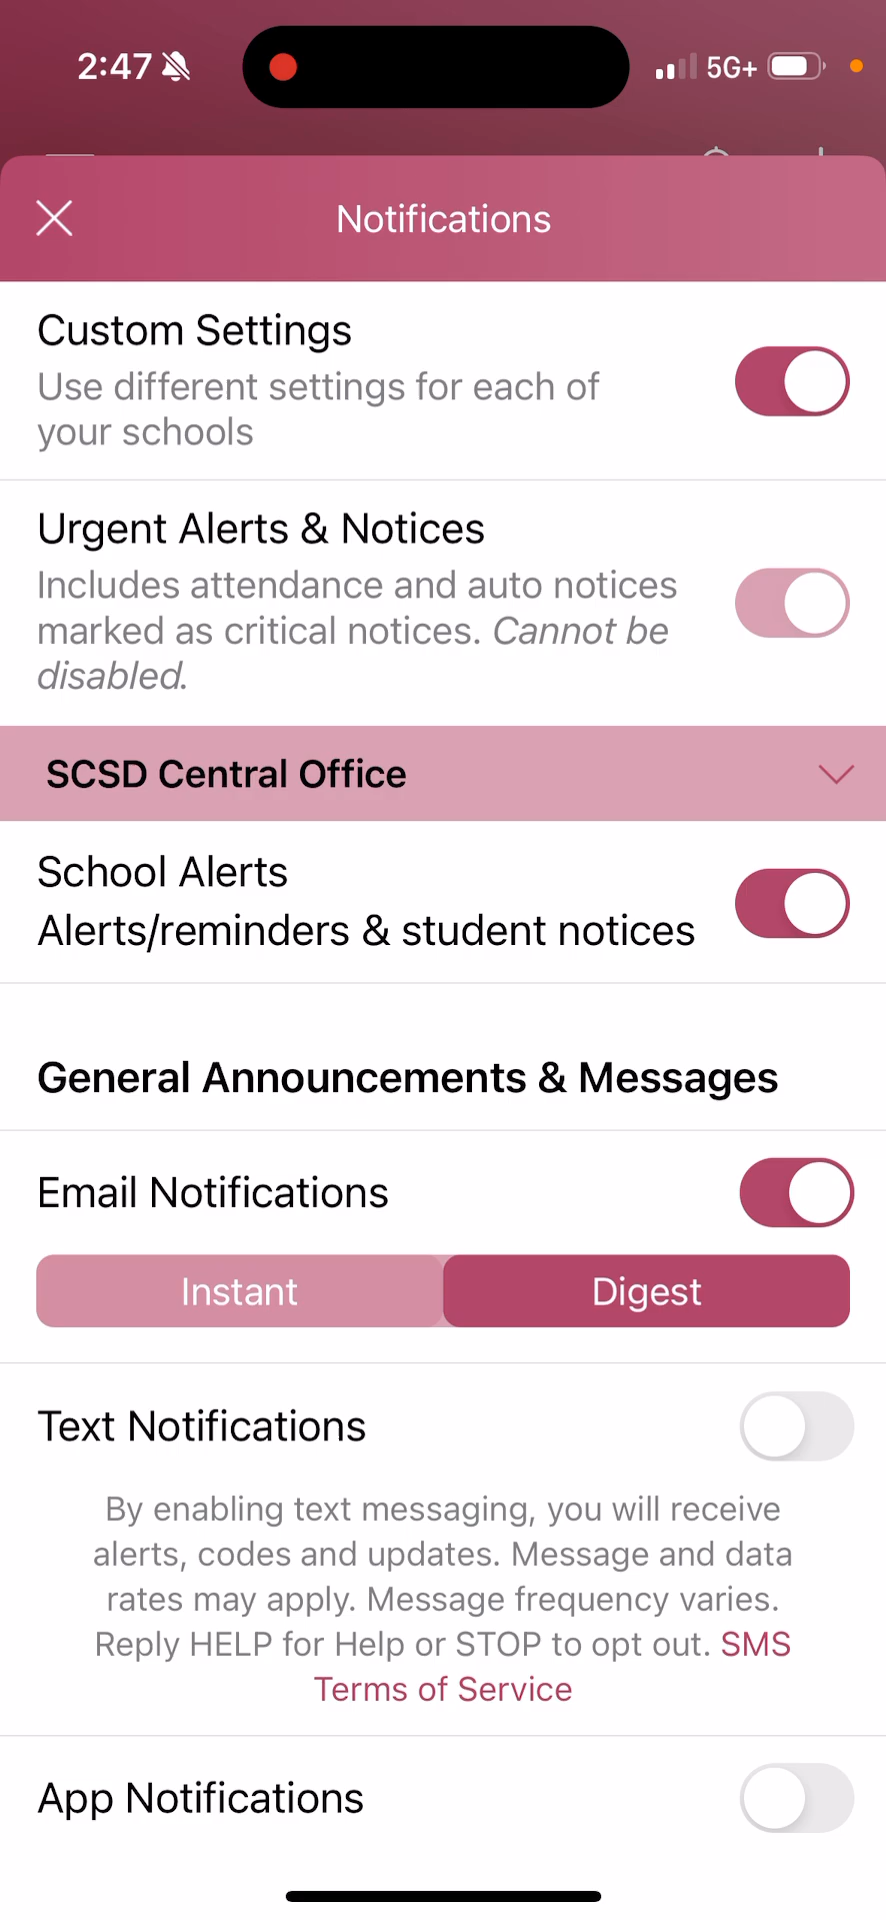 2:47
5G+
Notifications
Custom Settings
Use different settings for each of
your schools
Urgent Alerts & Notices
Includes attendance and auto notices
marked as critical notices. Cannot be
disabled.
SCSD Central Office
School Alerts
Alerts/reminders & student notices
General Announcements & Messages
Email Notifications
Instant
Digest
Text Notifications
By enabling text messaging, you will receive
alerts, codes and updates. Message and data
rates may apply. Message frequency varies.
Reply HELP for Help or STOP to opt out. SMS
Terms of Service
App Notifications